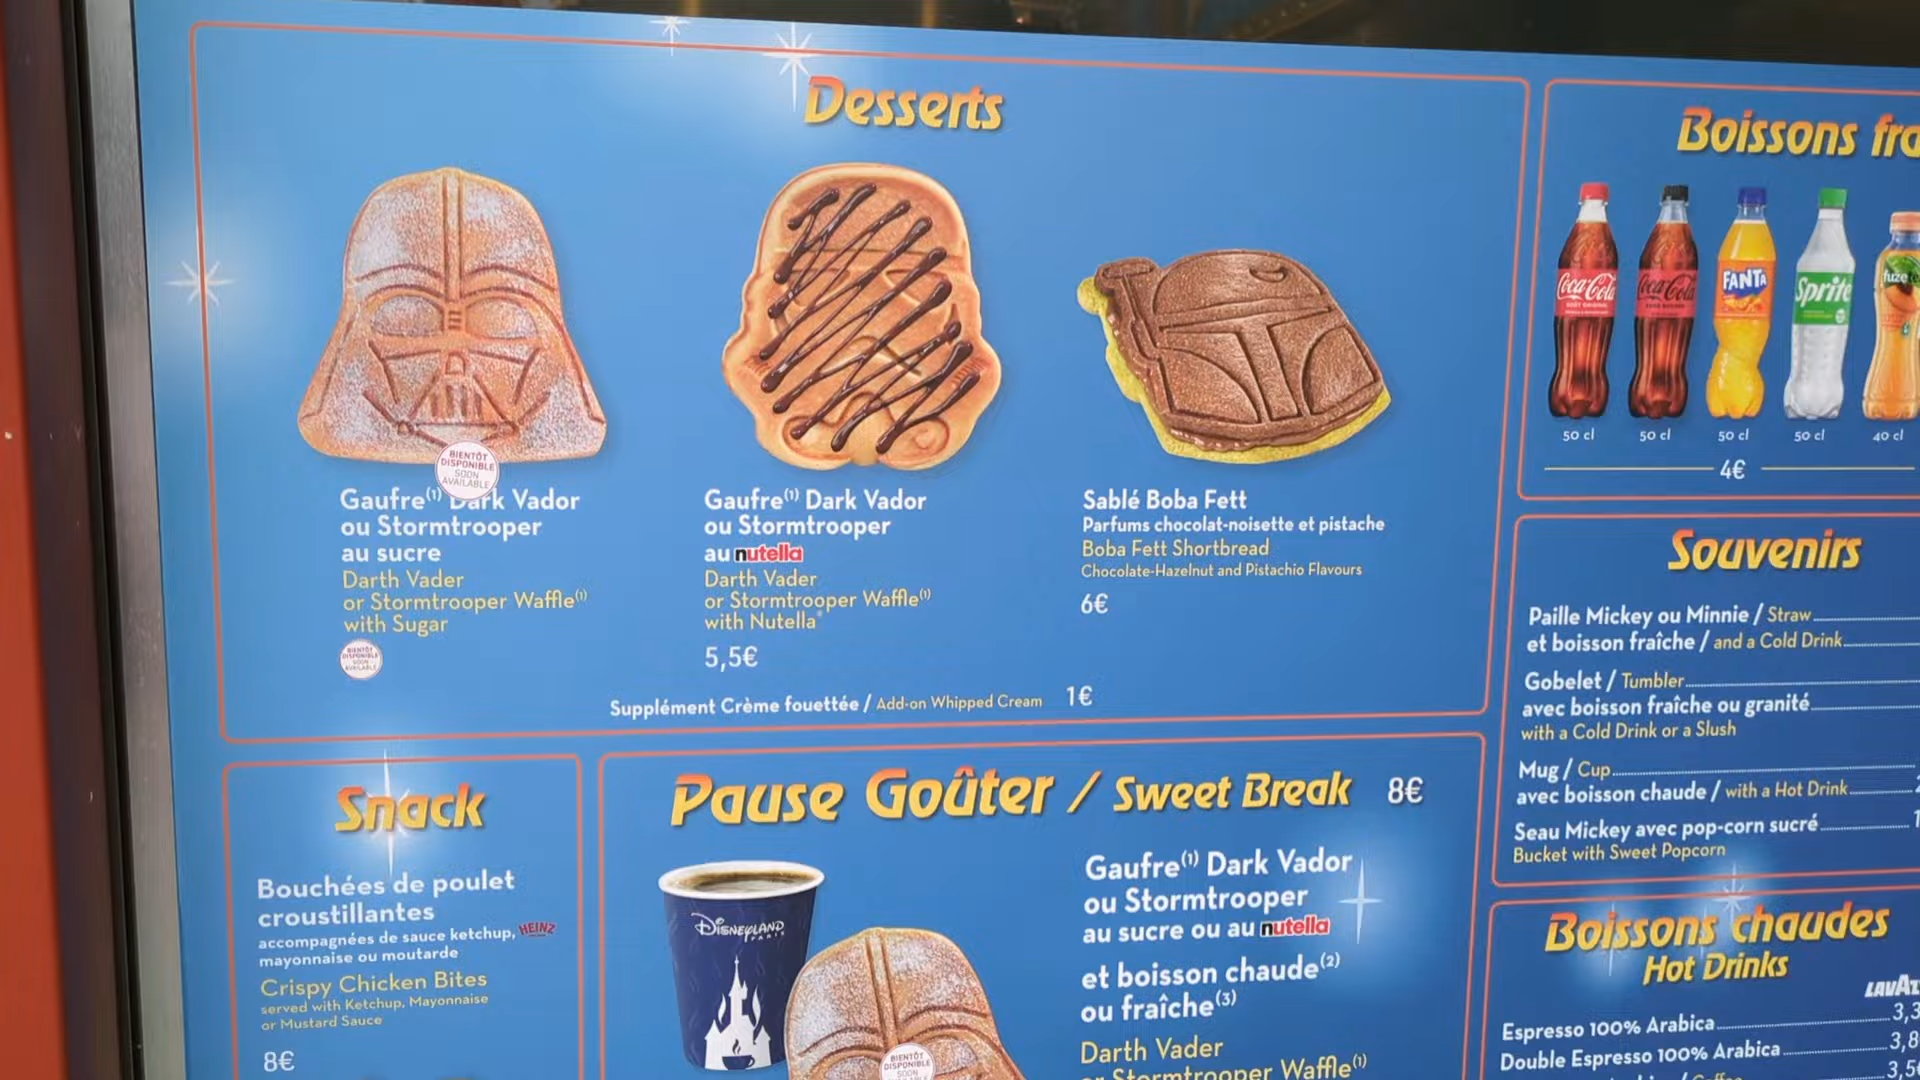 Desserts
BIENTÔT
DISPONIBLE
SOON
AVAILABLE
Gaufre⁽¹⁾ Dark Vador
ou Stormtrooper
au sucre
Darth Vader
or Stormtrooper Waffle⁽¹⁾
with Sugar
BIENTÔT
DISPONIBLE
SOON
AVAILABLE
Gaufre⁽¹⁾ Dark Vador
ou Stormtrooper
au nutella
Darth Vader
or Stormtrooper Waffle⁽¹⁾
with Nutella®
5,5€
Sablé Boba Fett
Parfums chocolat-noisette et pistache
Boba Fett Shortbread
Chocolate-Hazelnut and Pistachio Flavours
6€
Supplément Crème fouettée / Add-on Whipped Cream 1€
Boissons fra
Coca-Cola Coca-Cola FANTA Sprite fuze
50 cl 50 cl 50 cl 50 cl 40 cl
4€
Souvenirs
Paille Mickey ou Minnie / Straw
et boisson fraîche / and a Cold Drink
Gobelet / Tumbler
avec boisson fraîche ou granité
with a Cold Drink or a Slush
Mug / Cup
avec boisson chaude / with a Hot Drink
Seau Mickey avec pop-corn sucré
Bucket with Sweet Popcorn
Snack
Bouchées de poulet
croustillantes
accompagnées de sauce ketchup, HEINZ
mayonnaise ou moutarde
Crispy Chicken Bites
served with Ketchup, Mayonnaise
or Mustard Sauce
8€
Pause Goûter / Sweet Break 8€
Disneyland
PARIS
BIENTÔT
DISPONIBLE
SOON
Gaufre⁽¹⁾ Dark Vador
ou Stormtrooper
au sucre ou au nutella
et boisson chaude⁽²⁾
ou fraîche⁽³⁾
Darth Vader
or Stormtrooper Waffle⁽¹⁾
Boissons chaudes
Hot Drinks
LAVAZ
Espresso 100% Arabica 3,3
Double Espresso 100% Arabica 3,8
3,5